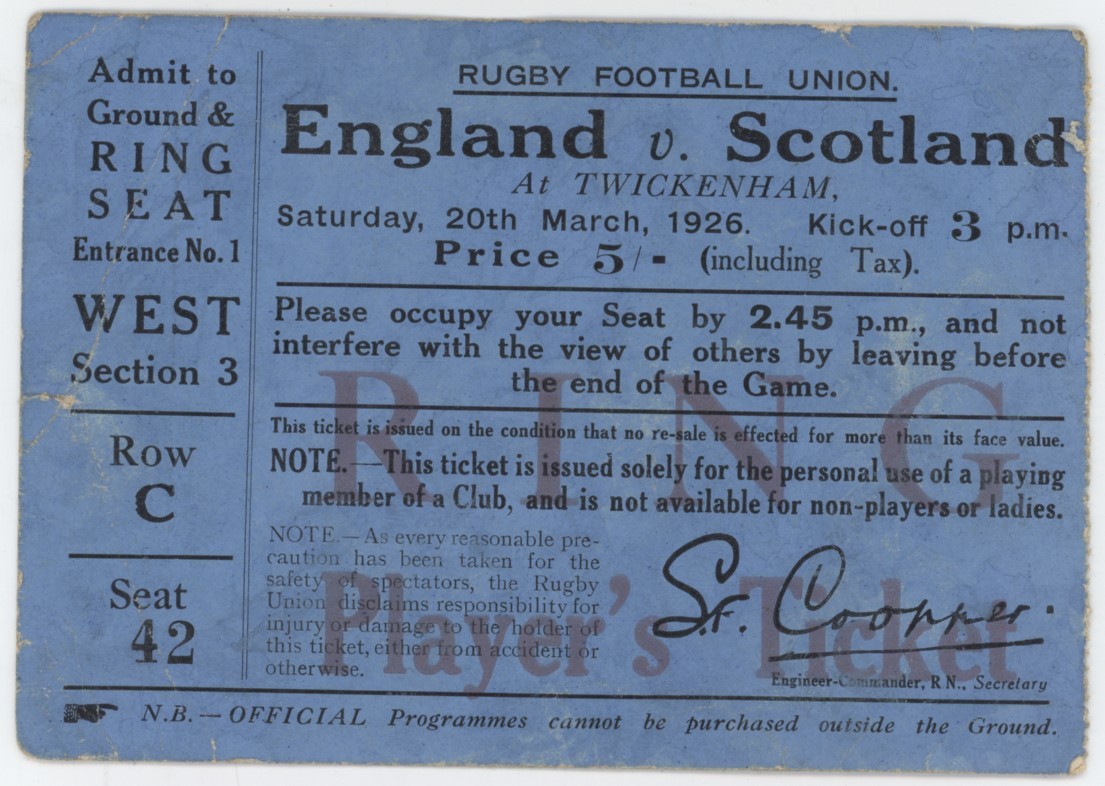 Admit to
Ground &
RING
SEAT
Entrance No. 1
WEST
Section 3
Row
C
Seat
42
RUGBY FOOTBALL UNION.
England v. Scotland
At TWICKENHAM,
Saturday, 20th March, 1926. Kick-off 3 p.m.
Price 5/- (including Tax).
Please occupy your Seat by 2.45 p.m., and not
interfere with the view of others by leaving before
the end of the Game.
RING
This ticket is issued on the condition that no re-sale is effected for more than its face value.
NOTE.—This ticket is issued solely for the personal use of a playing
member of a Club, and is not available for non-players or ladies.
NOTE.—As every reasonable pre-
caution has been taken for the
safety of spectators, the Rugby
Union disclaims responsibility for
injury or damage to the holder of
this ticket, either from accident or
otherwise.
Player's Ticket
S.F. Coopper.
Engineer-Commander, R N., Secretary
N.B.—OFFICIAL Programmes cannot be purchased outside the Ground.